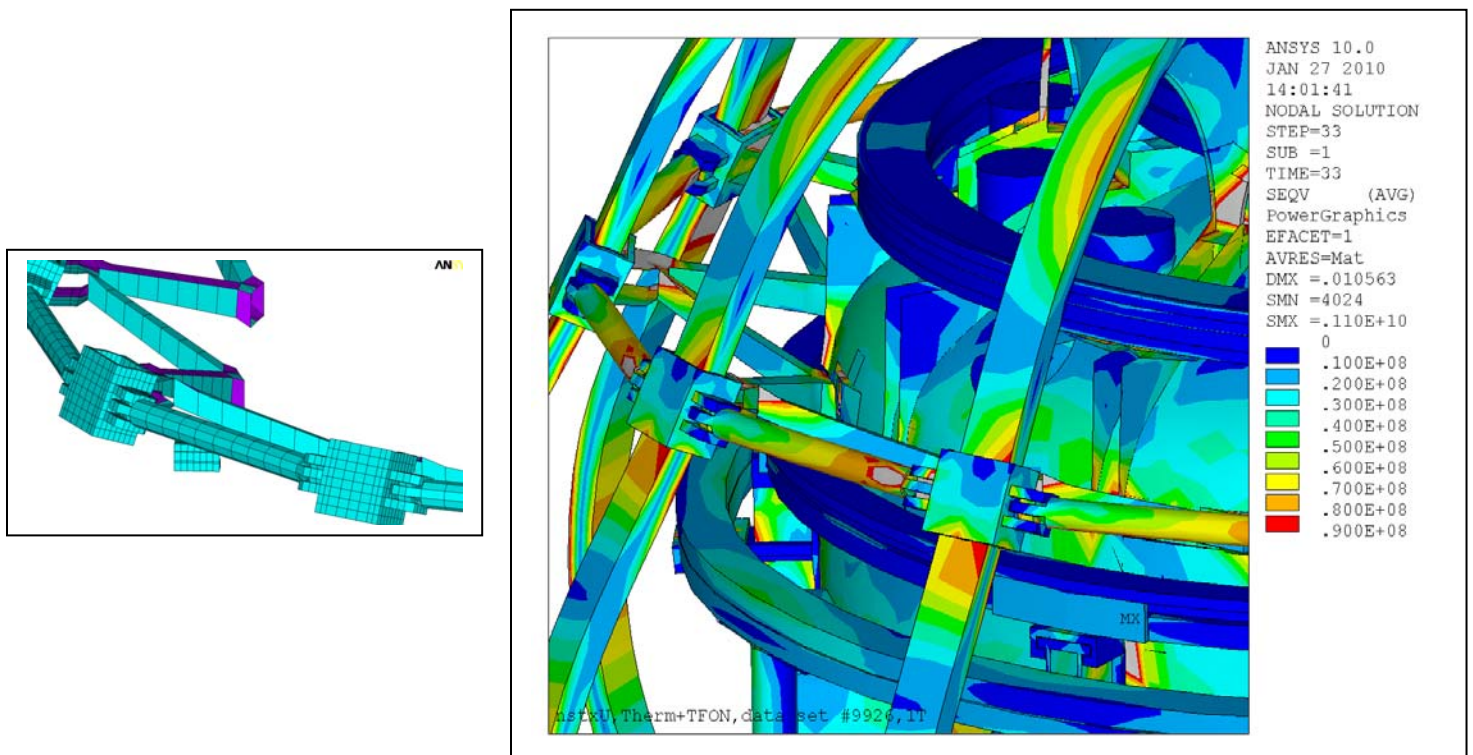 AN
ANSYS 10.0
JAN 27 2010
14:01:41
NODAL SOLUTION
STEP=33
SUB =1
TIME=33
SEQV (AVG)
PowerGraphics
EFACET=1
AVRES=Mat
DMX =.010563
SMN =4024
SMX =.110E+10
0
.100E+08
.200E+08
.300E+08
.400E+08
.500E+08
.600E+08
.700E+08
.800E+08
.900E+08
MX
nstxU,Therm+TFON,data set #9926,1T